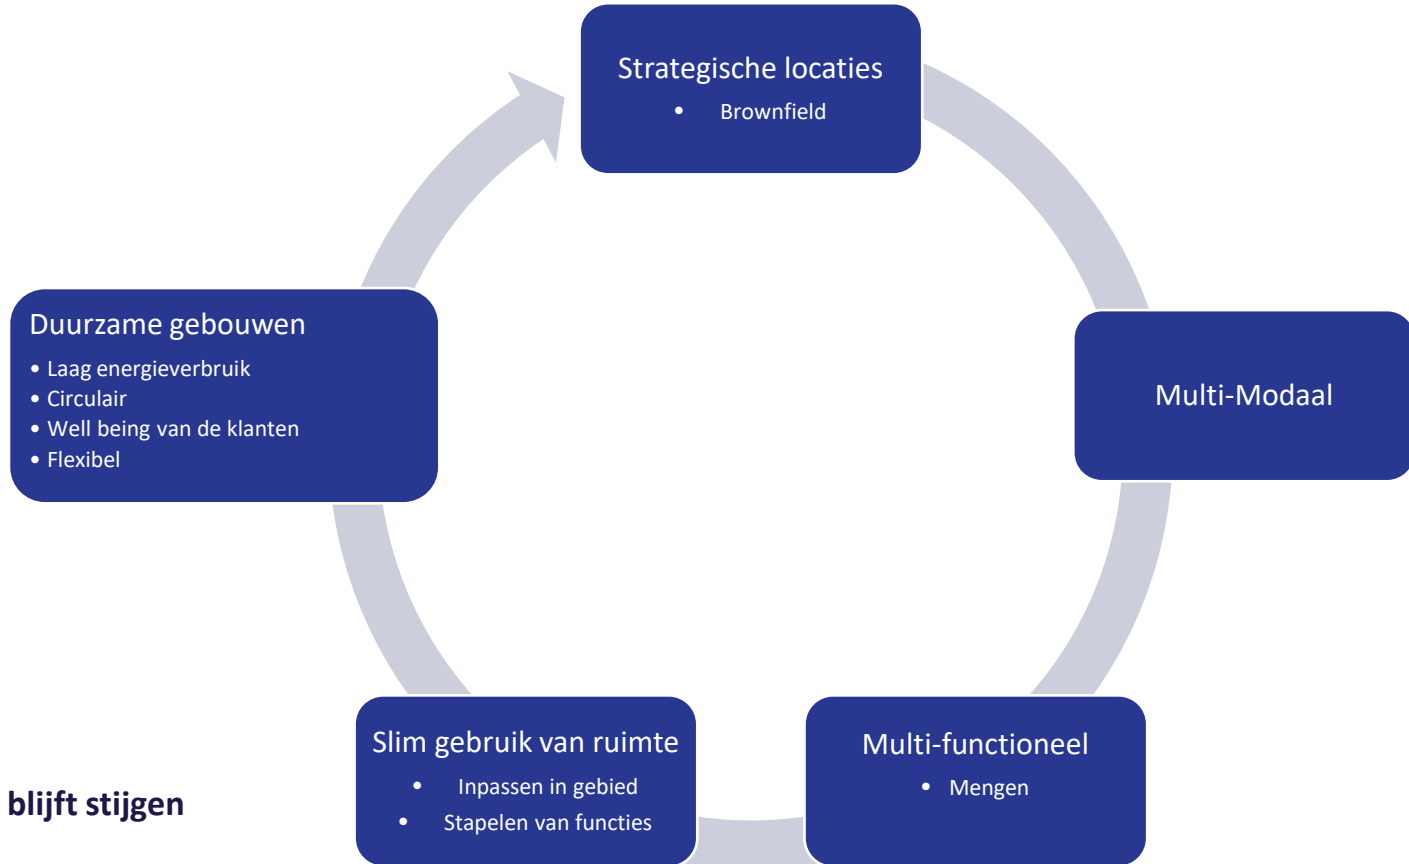 Strategische locaties
• Brownfield
Multi-Modaal
Multi-functioneel
• Mengen
Slim gebruik van ruimte
• Inpassen in gebied
• Stapelen van functies
Duurzame gebouwen
• Laag energieverbruik
• Circulair
• Well being van de klanten
• Flexibel
blijft stijgen